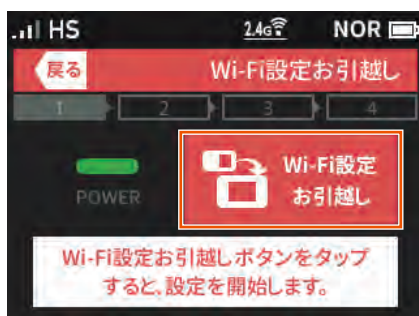 HS 2.4G NOR
戻る Wi-Fi設定お引越し
1 2 3 4
POWER
Wi-Fi設定
お引越し
Wi-Fi設定お引越しボタンをタップ
すると、設定を開始します。